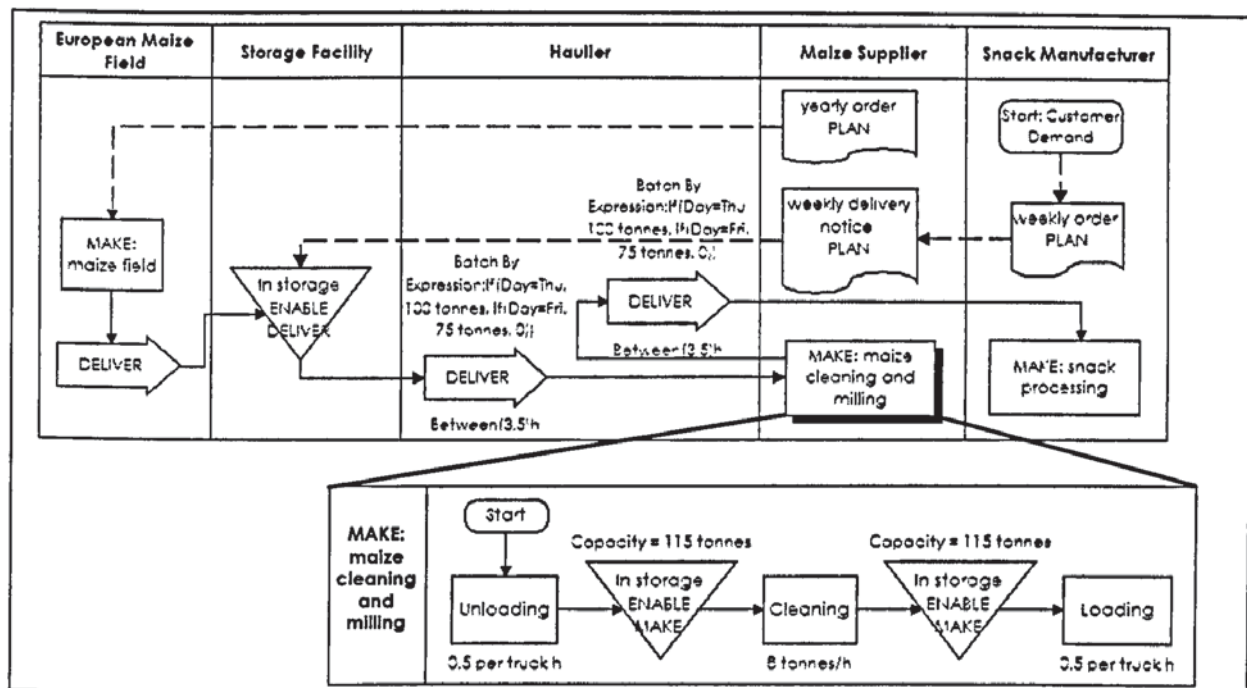 European Maize
Field
Storage Facility
Haulier
Maize Supplier
Snack Manufacturer
yearly order
PLAN
Start: Customer
Demand
Batch By
Expression:If(Day=Thu,
100 tonnes, If(Day=Fri,
75 tonnes, 0))
weekly delivery
notice
PLAN
weekly order
PLAN
MAKE:
maize field
In storage
ENABLE
DELIVER
Batch By
Expression:If(Day=Thu,
100 tonnes, If(Day=Fri,
75 tonnes, 0))
DELIVER
Between(3,5)h
DELIVER
DELIVER
Between(3,5)h
MAKE: maize
cleaning and
milling
MAKE: snack
processing
MAKE:
maize
cleaning
and
milling
Start
Capacity = 115 tonnes
Capacity = 115 tonnes
Unloading
In storage
ENABLE
MAKE
Cleaning
In storage
ENABLE
MAKE
Loading
0.5 per truck h
tonnes/h
0.5 per truck h